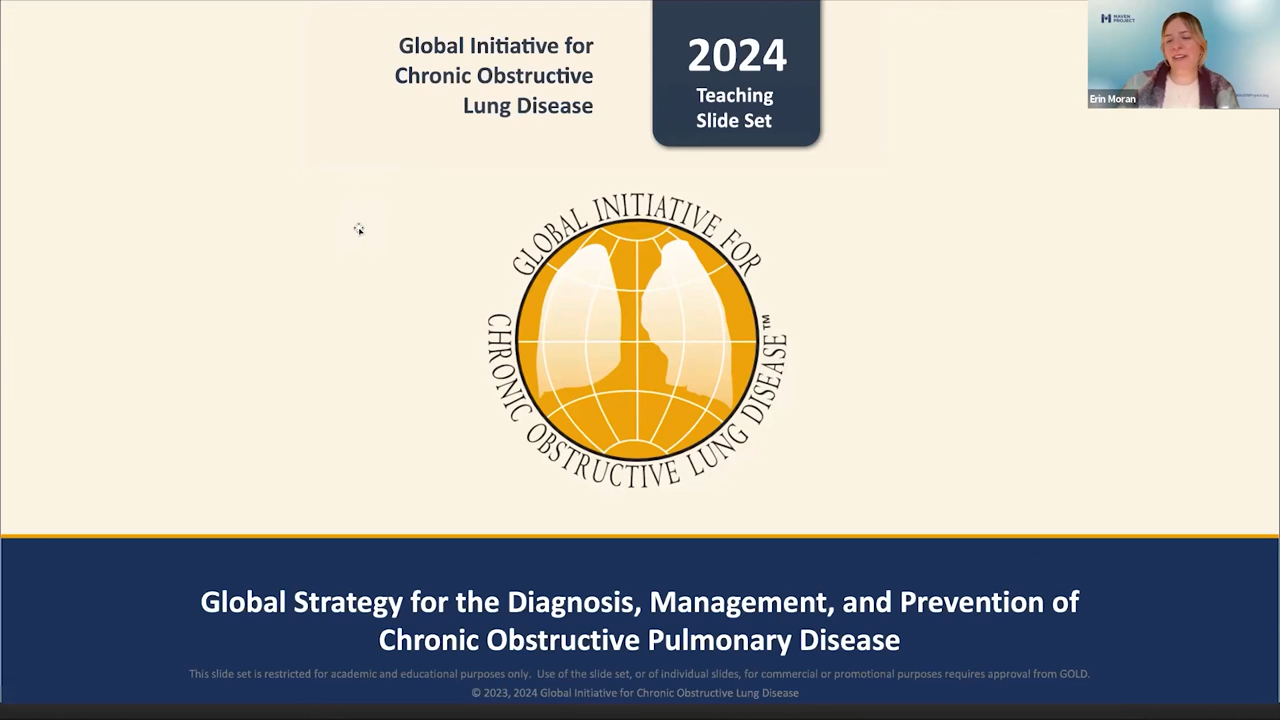 Global Initiative for
Chronic Obstructive
Lung Disease
2024
Teaching
Slide Set
MAVEN
PROJECT
Erin Moran
GLOBAL INITIATIVE FOR
CHRONIC OBSTRUCTIVE LUNG DISEASE™
Global Strategy for the Diagnosis, Management, and Prevention of
Chronic Obstructive Pulmonary Disease
This slide set is restricted for academic and educational purposes only. Use of the slide set, or of individual slides, for commercial or promotional purposes requires approval from GOLD.
© 2023, 2024 Global Initiative for Chronic Obstructive Lung Disease